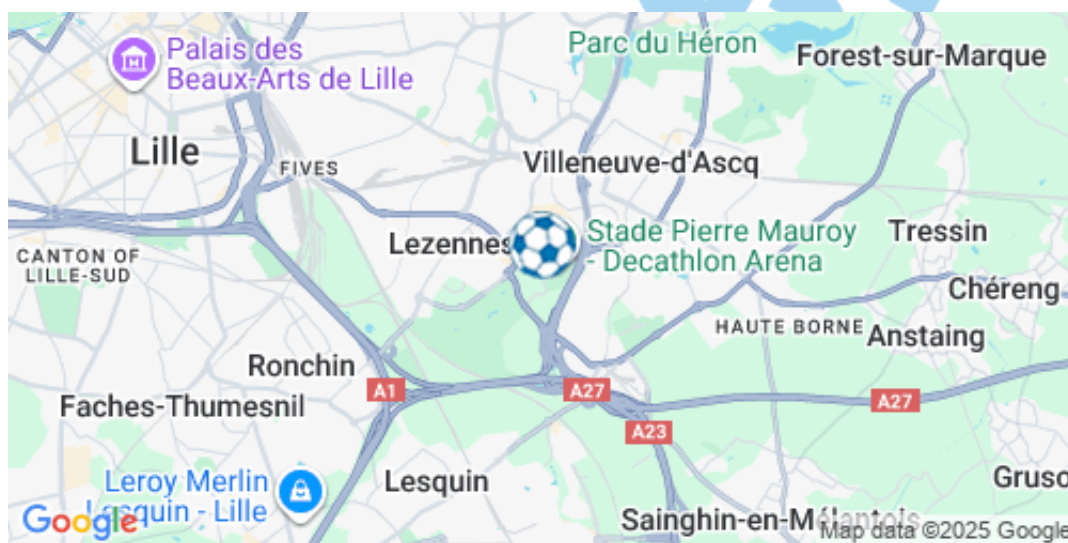 Palais des
Beaux-Arts de Lille
Parc du Héron
Forest-sur-Marque
Lille
FIVES
Villeneuve-d'Ascq
Lezennes
Stade Pierre Mauroy
- Decathlon Arena
Tressin
CANTON OF
LILLE-SUD
Chéreng
HAUTE BORNE
Anstaing
Ronchin
A1
A27
A27
Faches-Thumesnil
A23
Leroy Merlin
Lesquin - Lille
Lesquin
Gruso
Google
Sainghin-en-Mélantois
Map data ©2025 Google